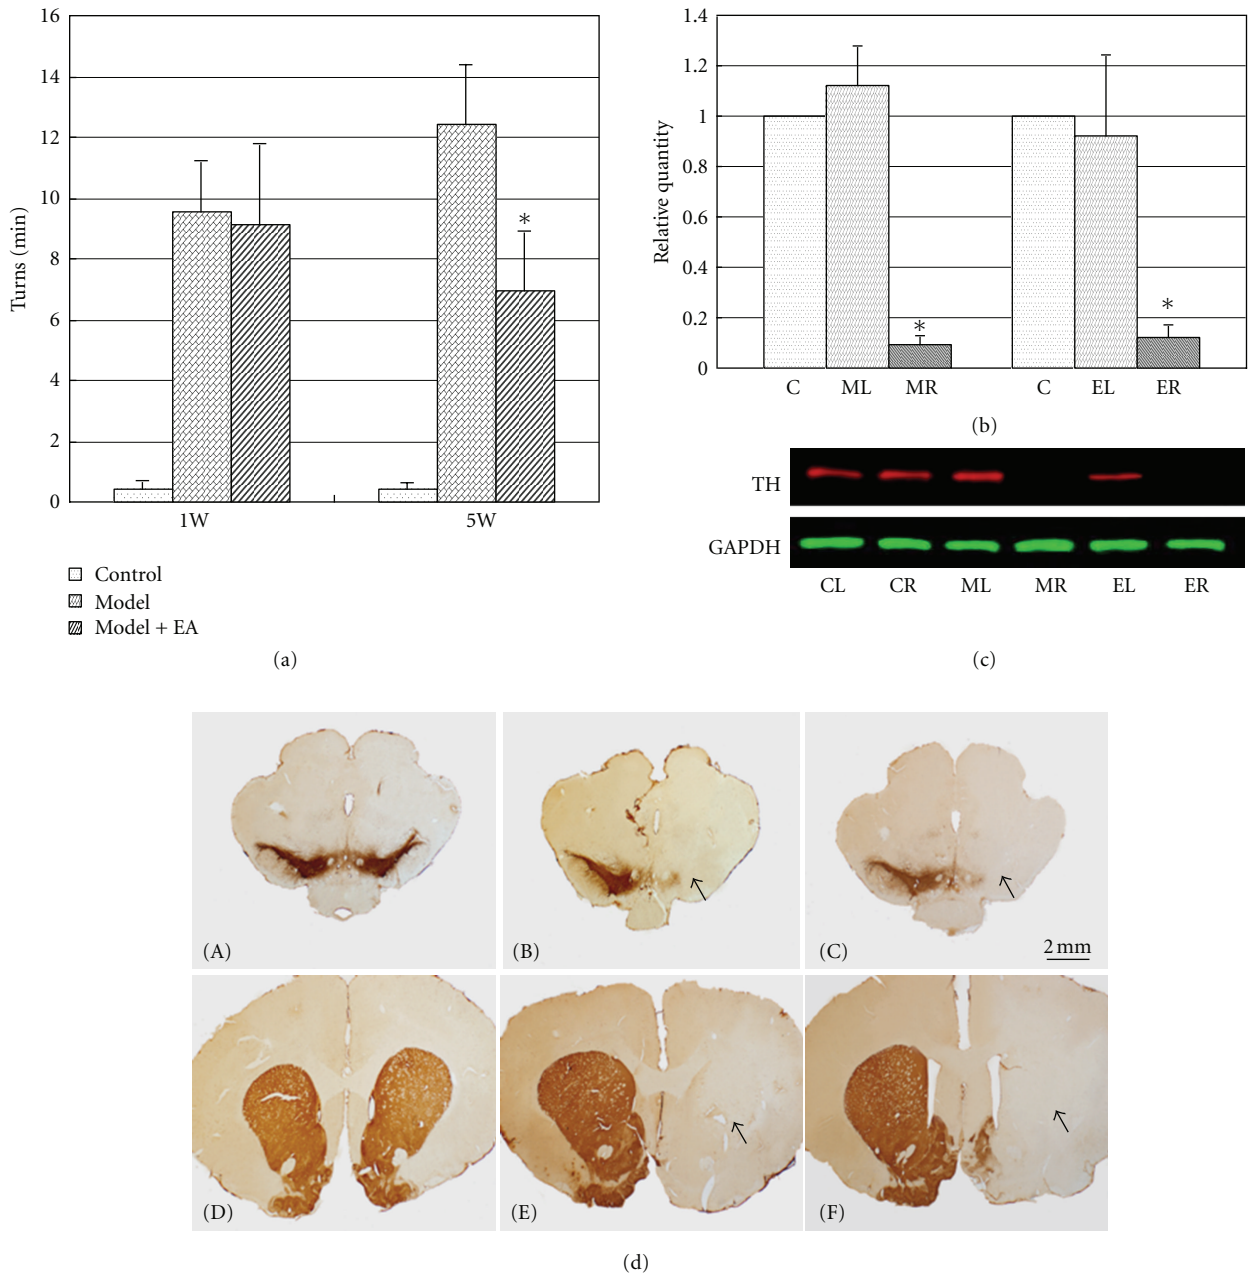 16
14
12
10
8
6
4
2
0
Turns (min)
*
1W
5W
Control
Model
Model + EA
(a)
1.4
1.2
1
0.8
0.6
0.4
0.2
0
Relative quantity
*
*
C
ML
MR
C
EL
ER
(b)
TH
GAPDH
CL
CR
ML
MR
EL
ER
(c)
(A)
(B)
(C)
2 mm
(D)
(E)
(F)
(d)